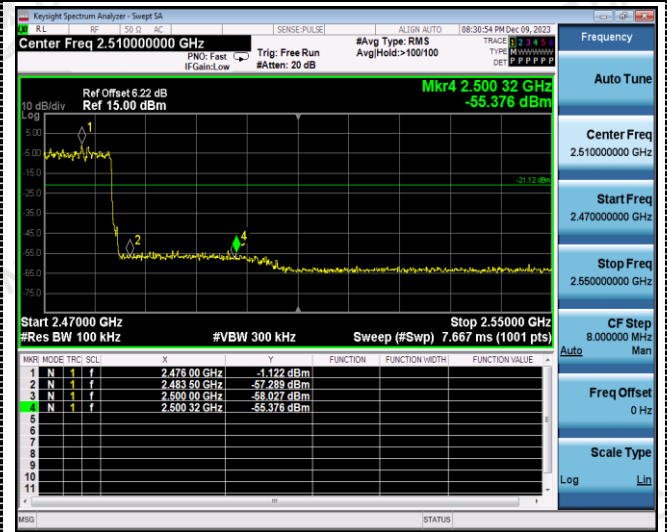 Keysight Spectrum Analyzer - Swept SA
RL RF 50 Ω AC SENSE:PULSE ALIGN AUTO 08:30:54 PM Dec 09, 2023
Center Freq 2.510000000 GHz
PNO: Fast
IFGain:Low
Trig: Free Run
#Atten: 20 dB
#Avg Type: RMS
Avg|Hold:>100/100
TRACE 1 2 3 4 5 6
TYPE M
DET P P P P P P
Frequency
Auto Tune
Center Freq
2.510000000 GHz
Start Freq
2.470000000 GHz
Stop Freq
2.550000000 GHz
CF Step
8.000000 MHz
Auto Man
Freq Offset
0 Hz
Scale Type
Log Lin
Mkr4 2.500 32 GHz
-55.376 dBm
Ref Offset 6.22 dB
10 dB/div Ref 15.00 dBm
Log
5.00
-5.00
-15.0
-25.0
-35.0
-45.0
-55.0
-65.0
-75.0
1
2
4
-21.12 dBm
Start 2.47000 GHz Stop 2.55000 GHz
#Res BW 100 kHz #VBW 300 kHz Sweep (#Swp) 7.667 ms (1001 pts)
MKR MODE TRC SCL X Y FUNCTION FUNCTION WIDTH FUNCTION VALUE
1 N 1 f 2.476 00 GHz -1.122 dBm
2 N 1 f 2.483 50 GHz -57.289 dBm
3 N 1 f 2.500 00 GHz -58.027 dBm
4 N 1 f 2.500 32 GHz -55.376 dBm
5
6
7
8
9
10
11
MSG STATUS